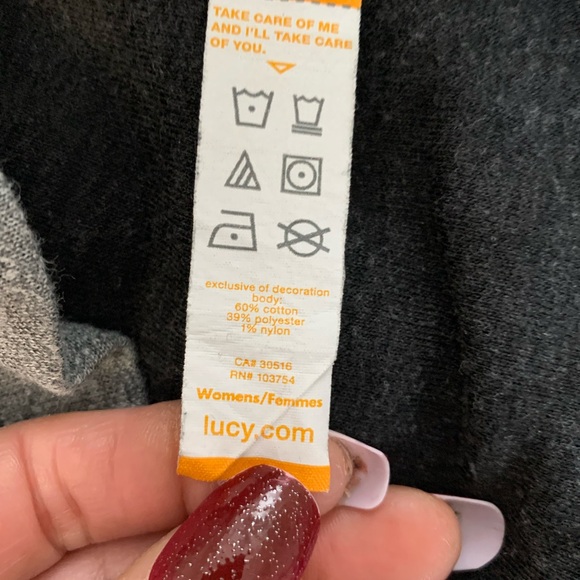 TAKE CARE OF ME
AND I'LL TAKE CARE
OF YOU.
exclusive of decoration
body:
60% cotton
39% polyester
1% nylon
CA# 30516
RN# 103754
Womens/Femmes
lucy.com